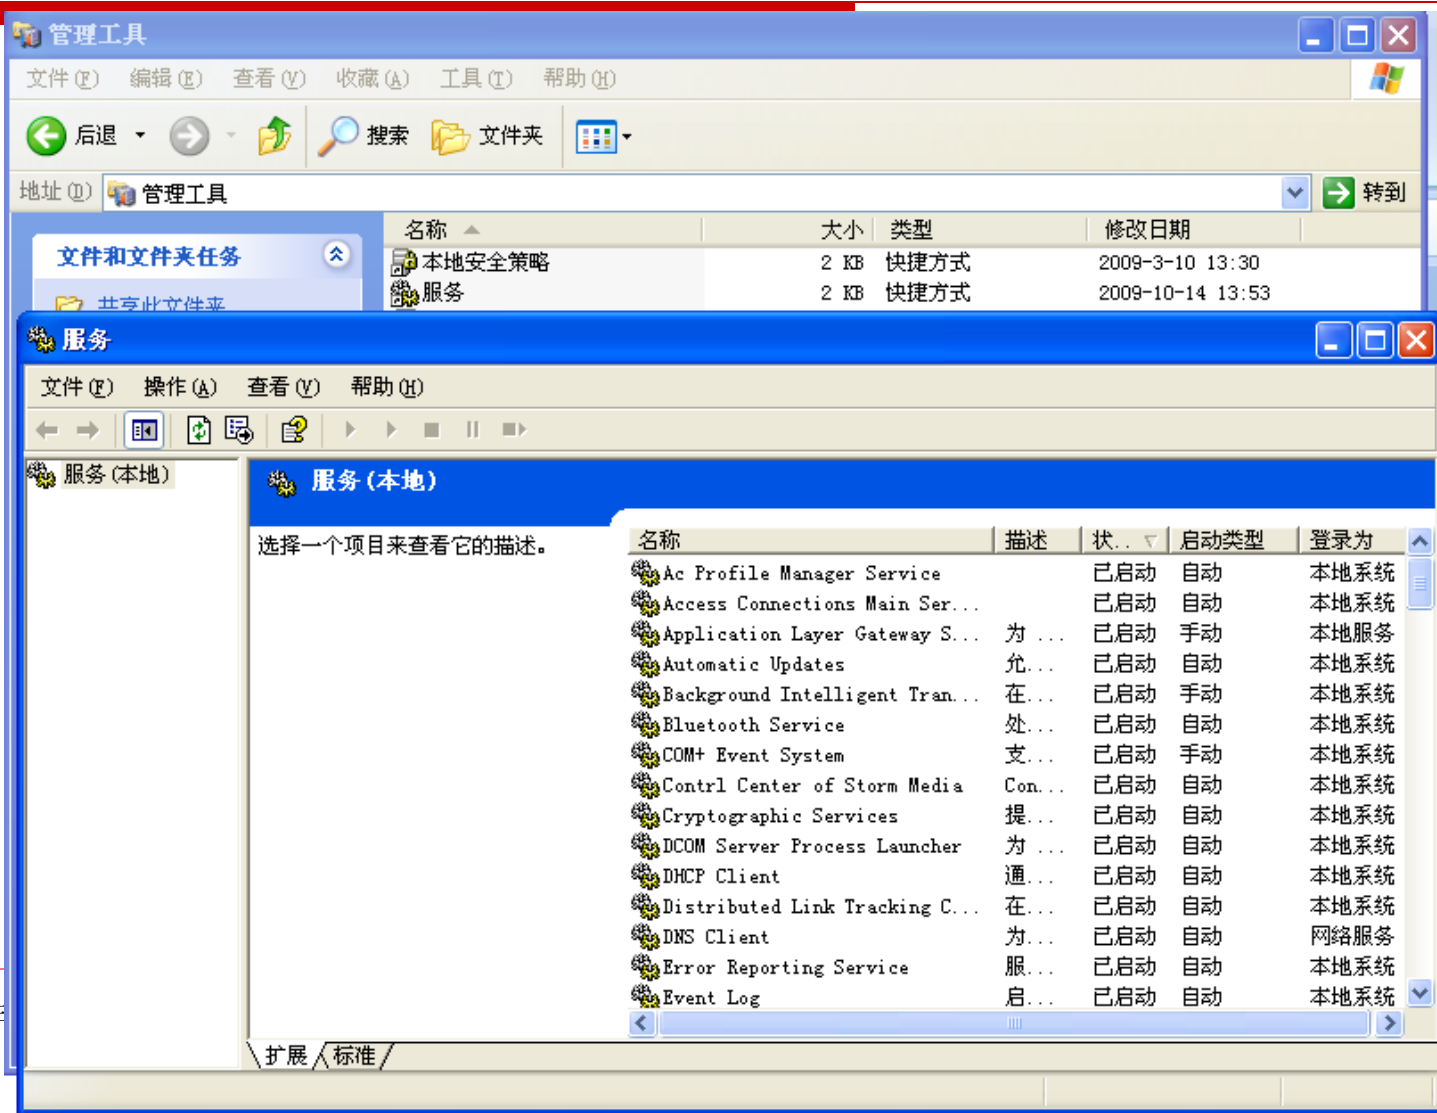 管理工具
文件(F) 编辑(E) 查看(V) 收藏(A) 工具(T) 帮助(H)
后退 搜索 文件夹
地址(D) 管理工具 转到
名称 大小 类型 修改日期
文件和文件夹任务
本地安全策略 2 KB 快捷方式 2009-3-10 13:30
服务 2 KB 快捷方式 2009-10-14 13:53
共享此文件夹
服务
文件(F) 操作(A) 查看(V) 帮助(H)
服务(本地)
服务(本地)
选择一个项目来查看它的描述。
名称 描述 状.. 启动类型 登录为
Ac Profile Manager Service 已启动 自动 本地系统
Access Connections Main Ser... 已启动 自动 本地系统
Application Layer Gateway S... 为 ... 已启动 手动 本地服务
Automatic Updates 允... 已启动 自动 本地系统
Background Intelligent Tran... 在... 已启动 手动 本地系统
Bluetooth Service 处... 已启动 自动 本地系统
COM+ Event System 支... 已启动 手动 本地系统
Contrl Center of Storm Media Con... 已启动 自动 本地系统
Cryptographic Services 提... 已启动 自动 本地系统
DCOM Server Process Launcher 为 ... 已启动 自动 本地系统
DHCP Client 通... 已启动 自动 本地系统
Distributed Link Tracking C... 在... 已启动 自动 本地系统
DNS Client 为... 已启动 自动 网络服务
Error Reporting Service 服... 已启动 自动 本地系统
Event Log 启... 已启动 自动 本地系统
扩展 标准